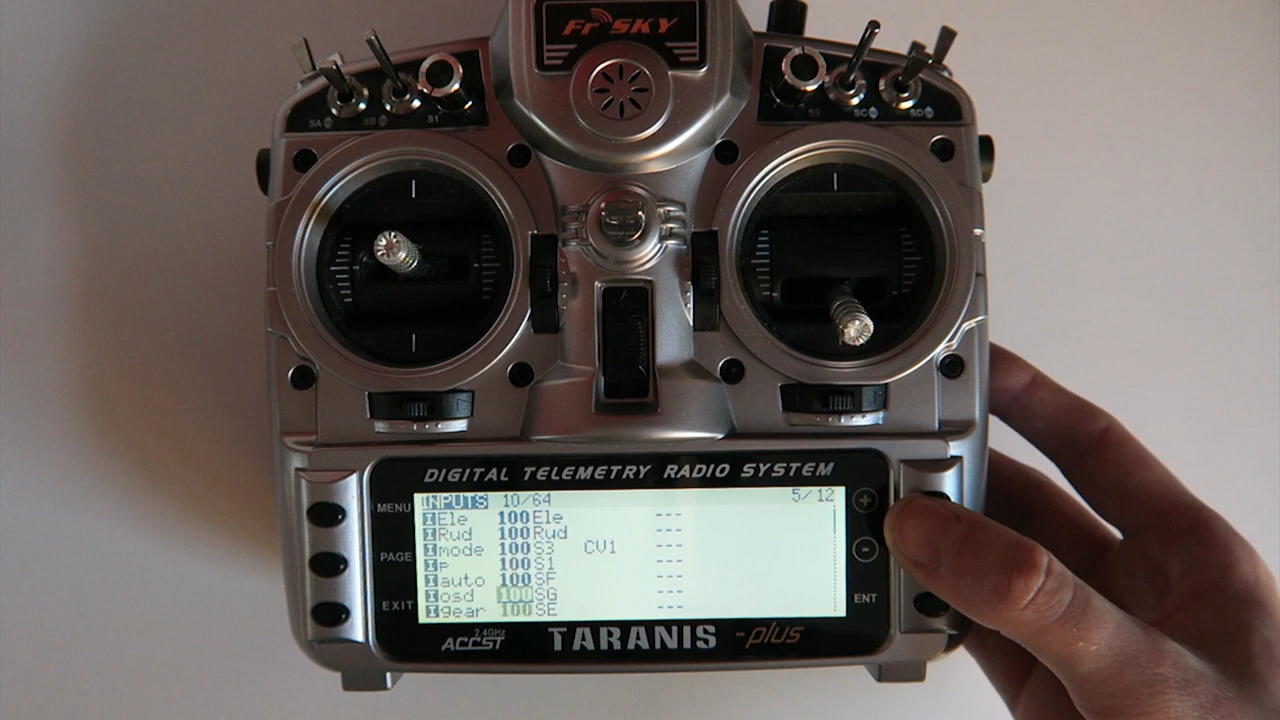 FrSKY
SA SB S1
S2 SC SD
DIGITAL TELEMETRY RADIO SYSTEM
MENU
PAGE
EXIT
INPUTS 10/64 5/12
IEle 100Ele ---
IRud 100Rud ---
Imode 100S3 CV1 ---
Ip 100S1 ---
Iauto 100SF ---
Iosd 100SG ---
Igear 100SE ---
+
-
ENT
2.4GHz
ACCST TARANIS -plus